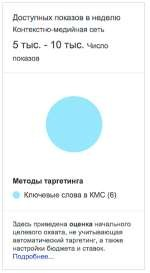 Доступных показов в неделю
Контекстно-медийная сеть
5 тыс. - 10 тыс. Число
показов
Методы таргетинга
Ключевые слова в КМС (6)
Здесь приведена оценка начального
целевого охвата, не учитывающая
автоматический таргетинг, а также
настройки бюджета и ставок.
Подробнее...